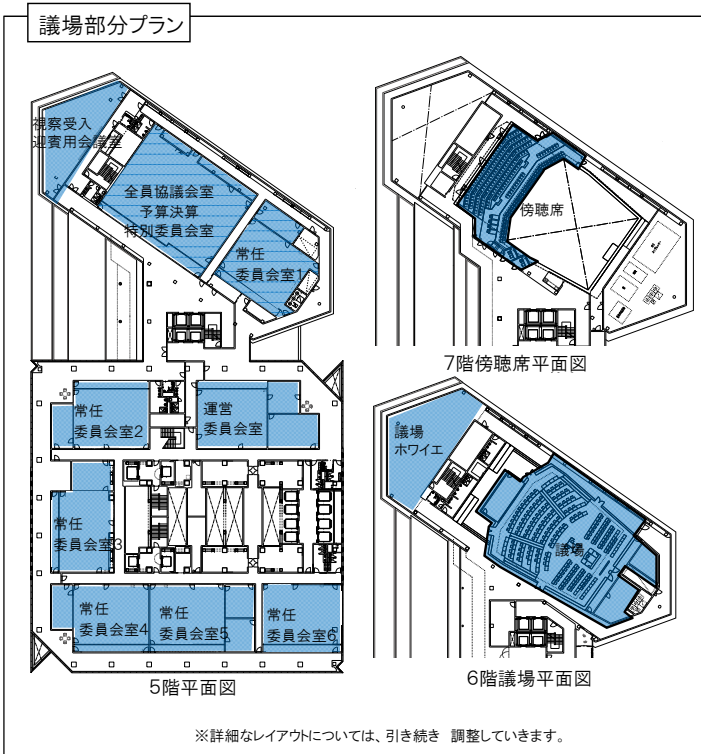 議場部分プラン
視察受入
迎賓用会議室
全員協議会室
予算決算
特別委員会室
常任
委員会室1
常任
委員会室2
運営
委員会室
常任
委員会室3
常任
委員会室4
常任
委員会室5
常任
委員会室6
5階平面図
傍聴席
7階傍聴席平面図
議場
ホワイエ
議場
6階議場平面図
※詳細なレイアウトについては、引き続き 調整していきます。